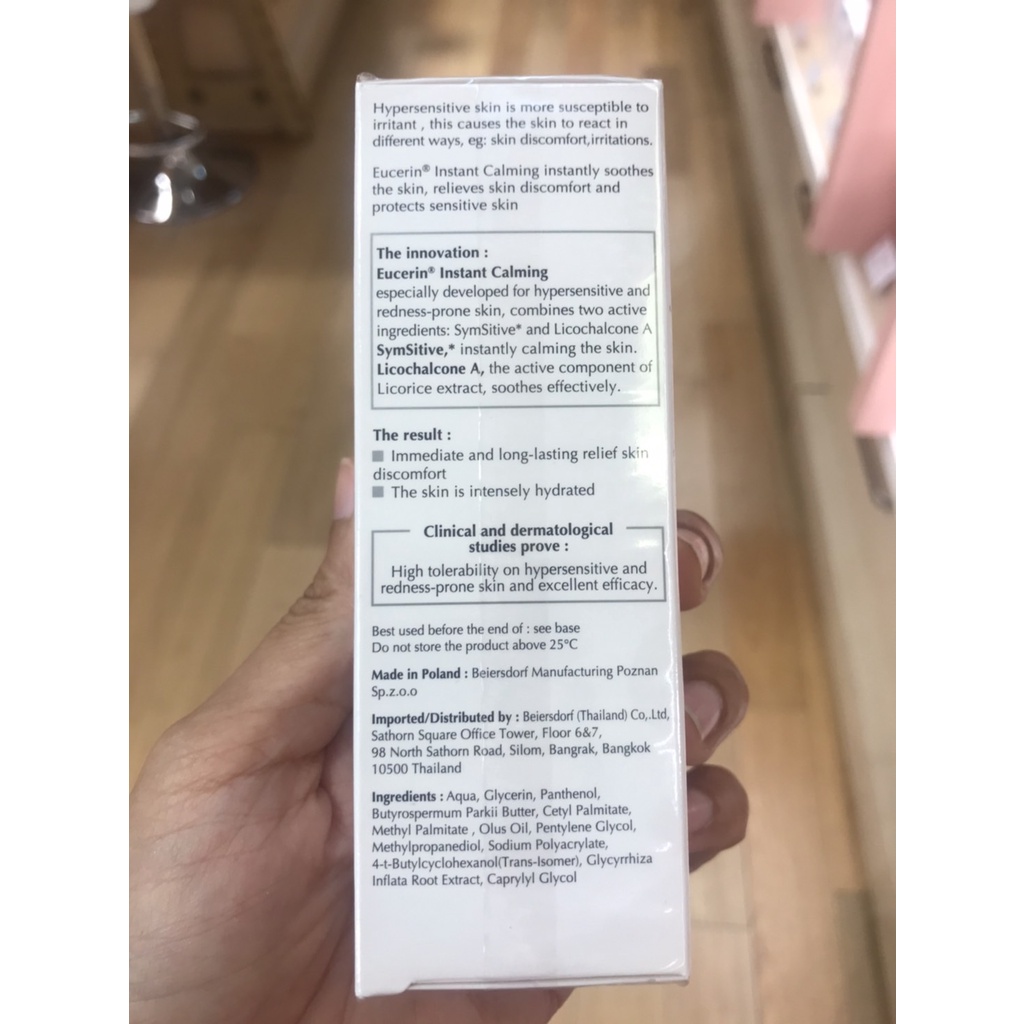 Hypersensitive skin is more susceptible to
irritant , this causes the skin to react in
different ways, eg: skin discomfort,irritations.
Eucerin® Instant Calming instantly soothes
the skin, relieves skin discomfort and
protects sensitive skin
The innovation :
Eucerin® Instant Calming
especially developed for hypersensitive and
redness-prone skin, combines two active
ingredients: SymSitive* and Licochalcone A
SymSitive,* instantly calming the skin.
Licochalcone A, the active component of
Licorice extract, soothes effectively.
The result :
■ Immediate and long-lasting relief skin
discomfort
■ The skin is intensely hydrated
Clinical and dermatological
studies prove :
High tolerability on hypersensitive and
redness-prone skin and excellent efficacy.
Best used before the end of : see base
Do not store the product above 25°C
Made in Poland : Beiersdorf Manufacturing Poznan
Sp.z.o.o
Imported/Distributed by : Beiersdorf (Thailand) Co,.Ltd,
Sathorn Square Office Tower, Floor 6&7,
98 North Sathorn Road, Silom, Bangrak, Bangkok
10500 Thailand
Ingredients : Aqua, Glycerin, Panthenol,
Butyrospermum Parkii Butter, Cetyl Palmitate,
Methyl Palmitate , Olus Oil, Pentylene Glycol,
Methylpropanediol, Sodium Polyacrylate,
4-t-Butylcyclohexanol(Trans-Isomer), Glycyrrhiza
Inflata Root Extract, Caprylyl Glycol